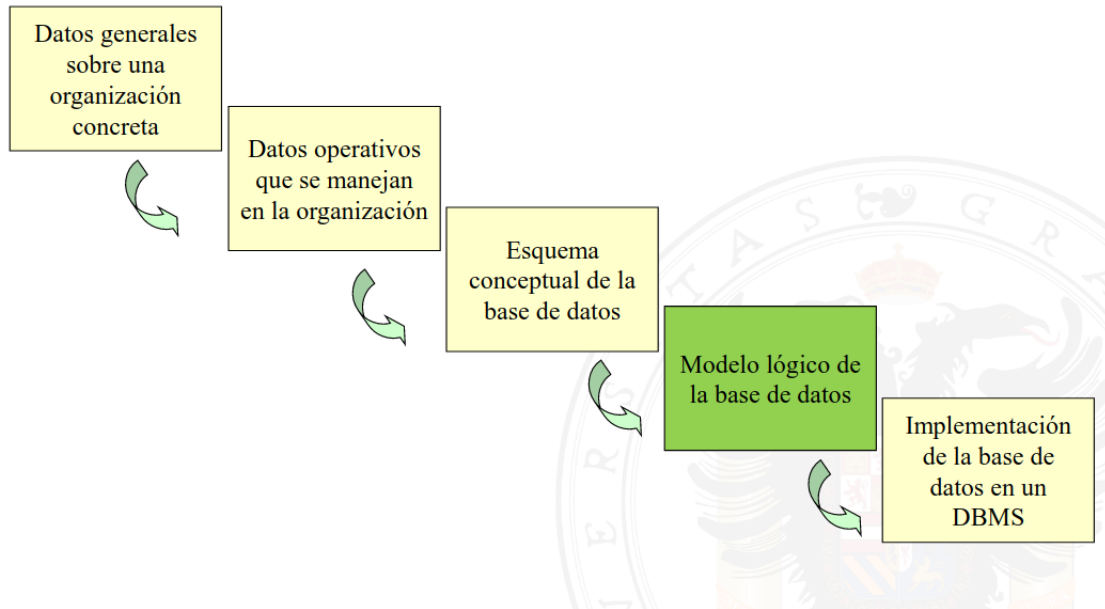 Datos generales
sobre una
organización
concreta
Datos operativos
que se manejan
en la organización
Esquema
conceptual de la
base de datos
Modelo lógico de
la base de datos
Implementación
de la base de
datos en un
DBMS
E R S I T A S G R A